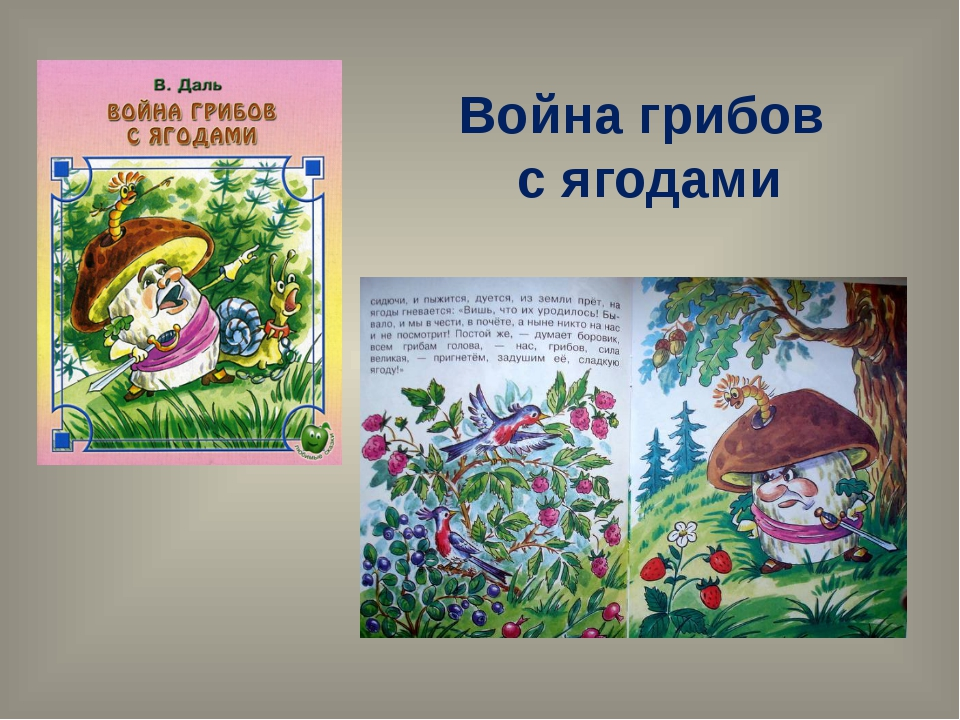 В. Даль
ВОЙНА ГРИБОВ
С ЯГОДАМИ
любимые сказки
Война грибов
с ягодами
сидючи, и пыжится, дуется, из земли прёт, на
ягоды гневается: «Вишь, что их уродилось! Бы-
вало, и мы в чести, в почёте, а ныне никто на нас
и не посмотрит! Постой же, — думает боровик,
всем грибам голова, — нас, грибов, сила
великая, — пригнетём, задушим её, сладкую
ягоду!»